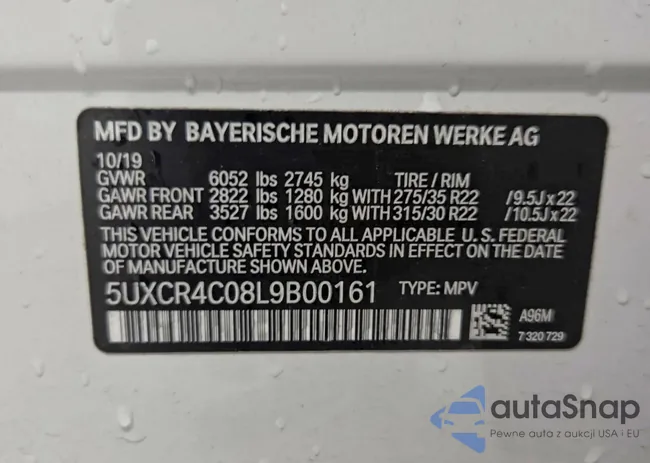 MFD BY BAYERISCHE MOTOREN WERKE AG
10/19
GVWR 6052 lbs 2745 kg TIRE / RIM
GAWR FRONT 2822 lbs 1280 kg WITH 275/35 R22 /9.5J x 22
GAWR REAR 3527 lbs 1600 kg WITH 315/30 R22 /10.5J x 22
THIS VEHICLE CONFORMS TO ALL APPLICABLE U. S. FEDERAL
MOTOR VEHICLE SAFETY STANDARDS IN EFFECT ON THE DATE
OF MANUFACTURE SHOWN ABOVE.
5UXCR4C08L9B00161 TYPE: MPV
A96M
7 320 729
autaSnap
Pewne auta z aukcji USA i EU